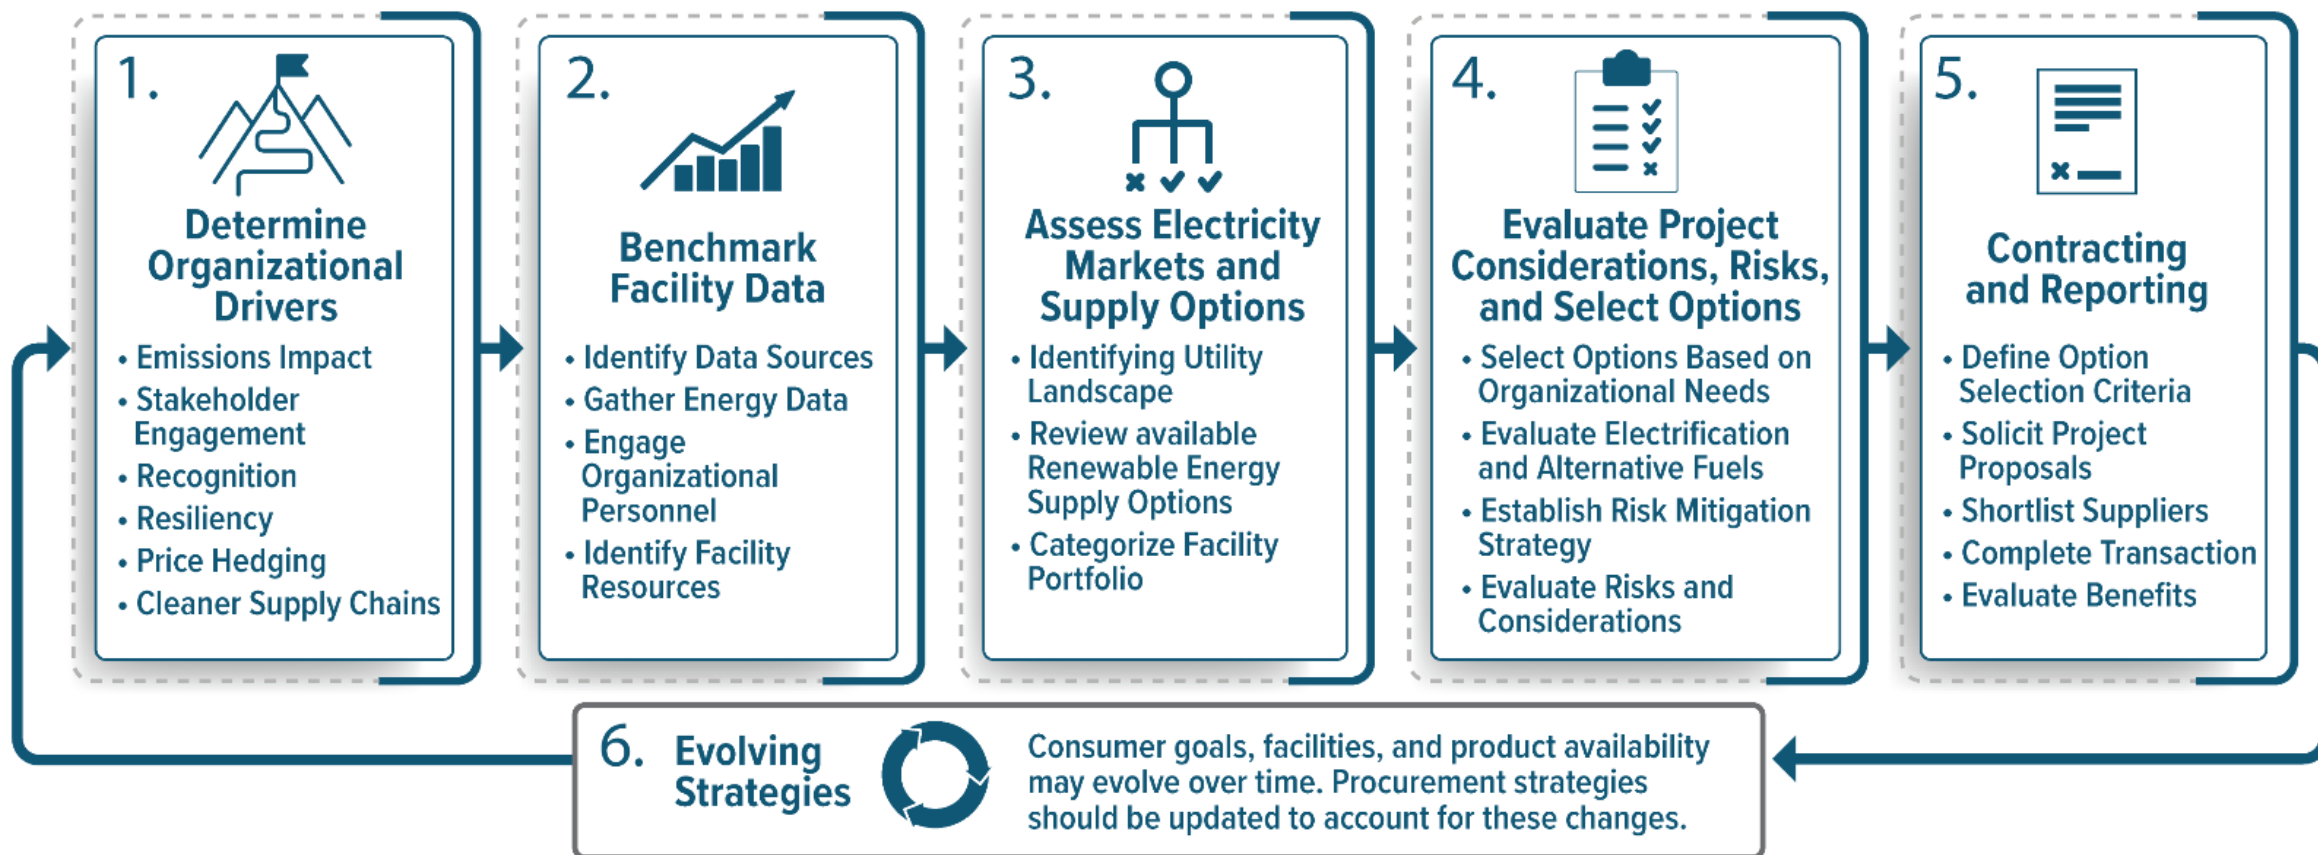 1.
Determine
Organizational
Drivers
• Emissions Impact
• Stakeholder
Engagement
• Recognition
• Resiliency
• Price Hedging
• Cleaner Supply Chains
2.
Benchmark
Facility Data
• Identify Data Sources
• Gather Energy Data
• Engage
Organizational
Personnel
• Identify Facility
Resources
3.
Assess Electricity
Markets and
Supply Options
• Identifying Utility
Landscape
• Review available
Renewable Energy
Supply Options
• Categorize Facility
Portfolio
4.
Evaluate Project
Considerations, Risks,
and Select Options
• Select Options Based on
Organizational Needs
• Evaluate Electrification
and Alternative Fuels
• Establish Risk Mitigation
Strategy
• Evaluate Risks and
Considerations
5.
Contracting
and Reporting
• Define Option
Selection Criteria
• Solicit Project
Proposals
• Shortlist Suppliers
• Complete Transaction
• Evaluate Benefits
6.
Evolving
Strategies
Consumer goals, facilities, and product availability
may evolve over time. Procurement strategies
should be updated to account for these changes.